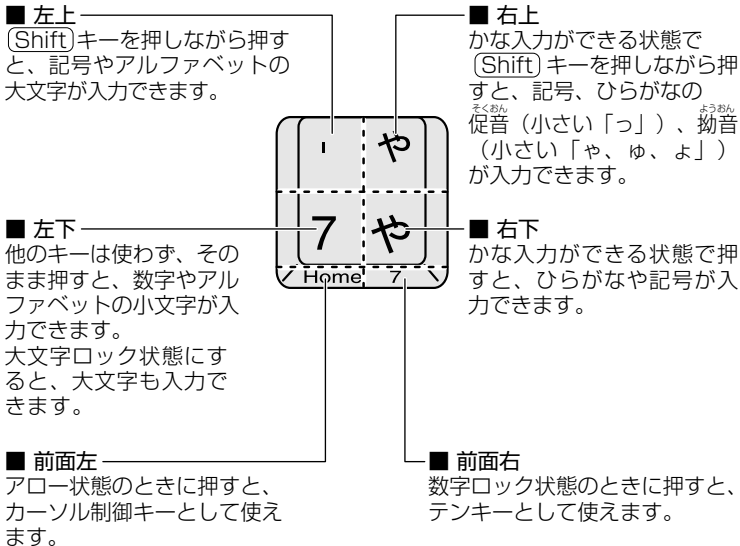 ■ 左上
Shiftキーを押しながら押す
と、記号やアルファベットの
大文字が入力できます。
■ 右上
かな入力ができる状態で
Shiftキーを押しながら押
すと、記号、ひらがなの
そくおん ようおん
促音（小さい「っ」）、拗音
（小さい「ゃ、ゅ、ょ」）
が入力できます。
' ゃ
7 や
Home 7
■ 左下
他のキーは使わず、その
まま押すと、数字やアル
ファベットの小文字が入
力できます。
大文字ロック状態にす
ると、大文字も入力で
きます。
■ 右下
かな入力ができる状態で押
すと、ひらがなや記号が入
力できます。
■ 前面左
アロー状態のときに押すと、
カーソル制御キーとして使え
ます。
■ 前面右
数字ロック状態のときに押すと、
テンキーとして使えます。